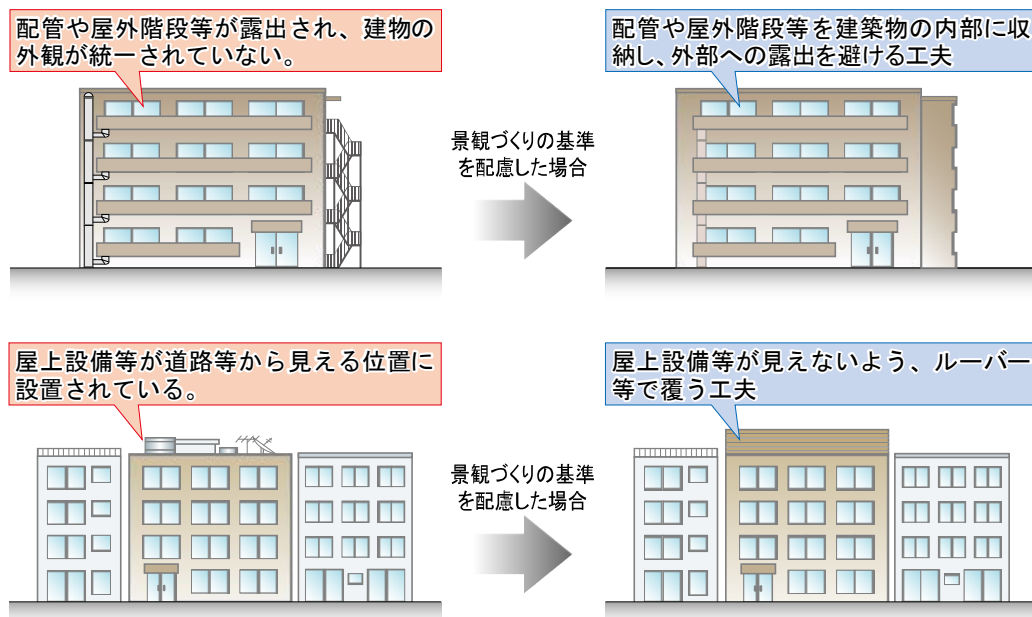 配管や屋外階段等が露出され、建物の
外観が統一されていない。
景観づくりの基準
を配慮した場合
配管や屋外階段等を建築物の内部に収
納し、外部への露出を避ける工夫
屋上設備等が道路等から見える位置に
設置されている。
景観づくりの基準
を配慮した場合
屋上設備等が見えないよう、ルーバー
等で覆う工夫